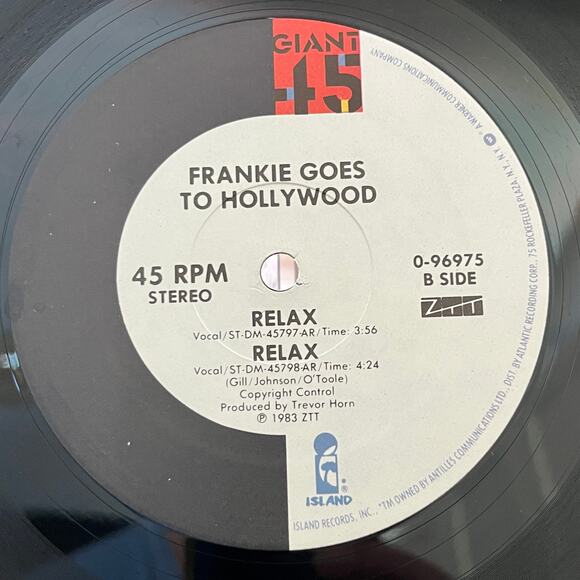 GIANT
45
FRANKIE GOES
TO HOLLYWOOD
45 RPM
STEREO
0-96975
B SIDE
ZTT
RELAX
Vocal/ST-DM-45797-AR/Time: 3:56
RELAX
Vocal/ST-DM-45798-AR/Time: 4:24
(Gill/Johnson/O'Toole)
Copyright Control
Produced by Trevor Horn
℗ 1983 ZTT
ISLAND®
ISLAND RECORDS, INC., *TM OWNED BY ANTILLES COMMUNICATIONS LTD., DIST. BY ATLANTIC RECORDING CORP., 75 ROCKEFELLER PLAZA, N.Y., N.Y. A WARNER COMMUNICATIONS COMPANY